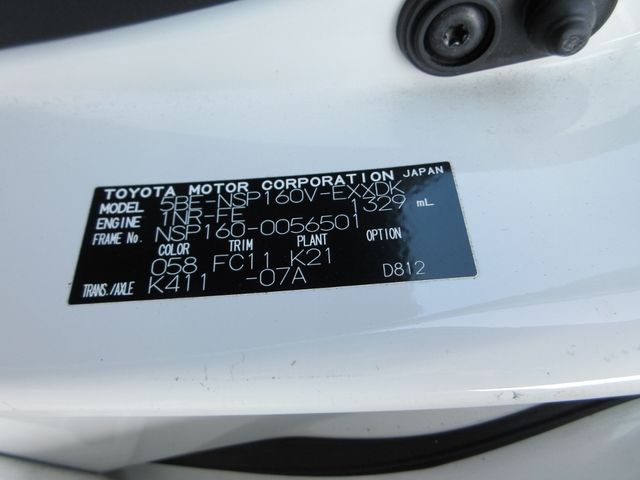 TOYOTA MOTOR CORPORATION JAPAN
MODEL 5BE-NSP160V-EXXDK
ENGINE 1NR-FE 1329 mL
FRAME No. NSP160-0056501
COLOR TRIM PLANT OPTION
058 FC11 K21
TRANS./AXLE K411 -07A D812